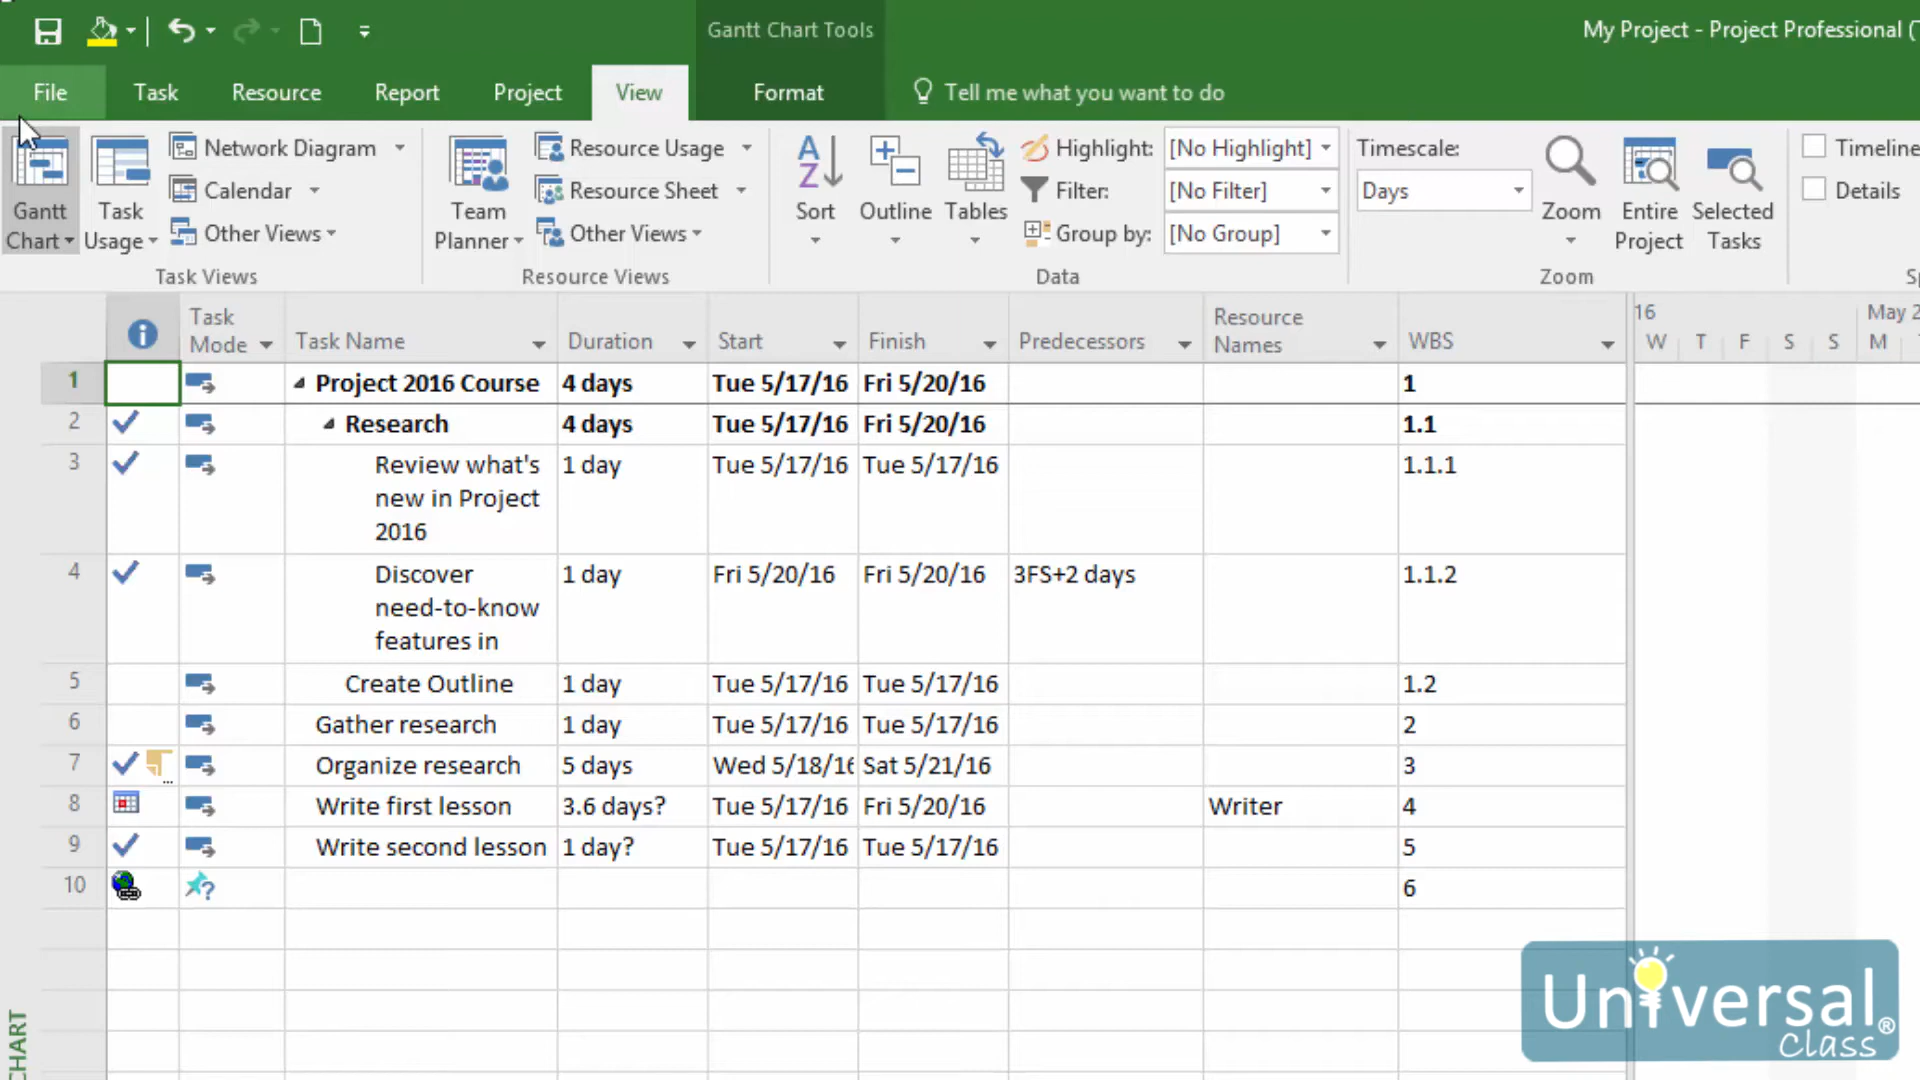 Gantt Chart Tools
My Project - Project Professional (
File Task Resource Report Project View Format Tell me what you want to do
Gantt Chart
Task Usage
Network Diagram
Calendar
Other Views
Task Views
Team Planner
Resource Usage
Resource Sheet
Other Views
Resource Views
A Z
Sort
Outline
Tables
Highlight: [No Highlight]
Filter: [No Filter]
Group by: [No Group]
Data
Timescale:
Days
Zoom
Entire Project
Selected Tasks
Zoom
Timeline
Details
Sp
Task Mode Task Name Duration Start Finish Predecessors Resource Names WBS
16 May 2
W T F S S M
1 Project 2016 Course 4 days Tue 5/17/16 Fri 5/20/16 1
2 Research 4 days Tue 5/17/16 Fri 5/20/16 1.1
3 Review what's 1 day Tue 5/17/16 Tue 5/17/16 1.1.1
new in Project
2016
4 Discover 1 day Fri 5/20/16 Fri 5/20/16 3FS+2 days 1.1.2
need-to-know
features in
5 Create Outline 1 day Tue 5/17/16 Tue 5/17/16 1.2
6 Gather research 1 day Tue 5/17/16 Tue 5/17/16 2
7 Organize research 5 days Wed 5/18/16 Sat 5/21/16 3
8 Write first lesson 3.6 days? Tue 5/17/16 Fri 5/20/16 Writer 4
9 Write second lesson 1 day? Tue 5/17/16 Tue 5/17/16 5
10 6
CHART
Universal
Class®